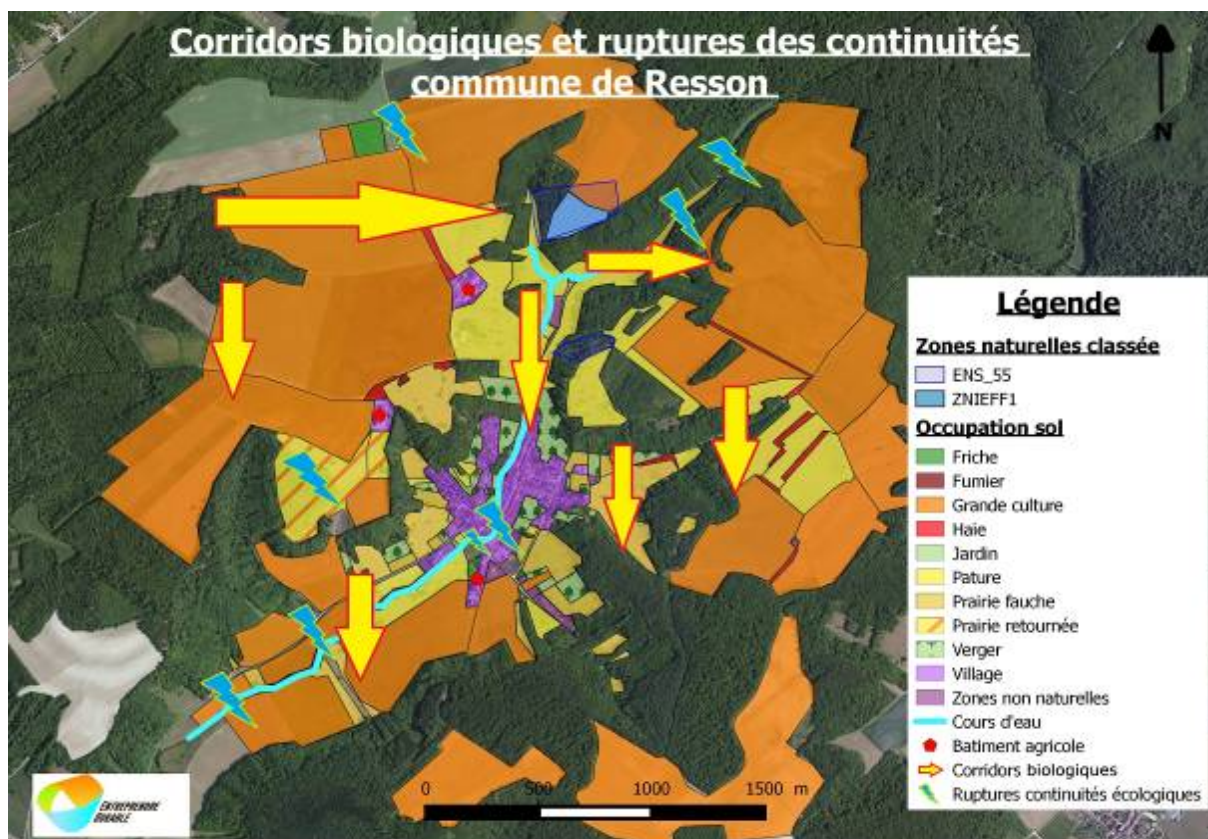 Corridors biologiques et ruptures des continuités
commune de Resson
N
Légende
Zones naturelles classée
ENS_55
ZNIEFF1
Occupation sol
Friche
Fumier
Grande culture
Haie
Jardin
Pature
Prairie fauche
Prairie retournée
Verger
Village
Zones non naturelles
Cours d'eau
Batiment agricole
Corridors biologiques
Ruptures continuités écologiques
0 500 1000 1500 m
ENTREPRENDRE
DURABLE